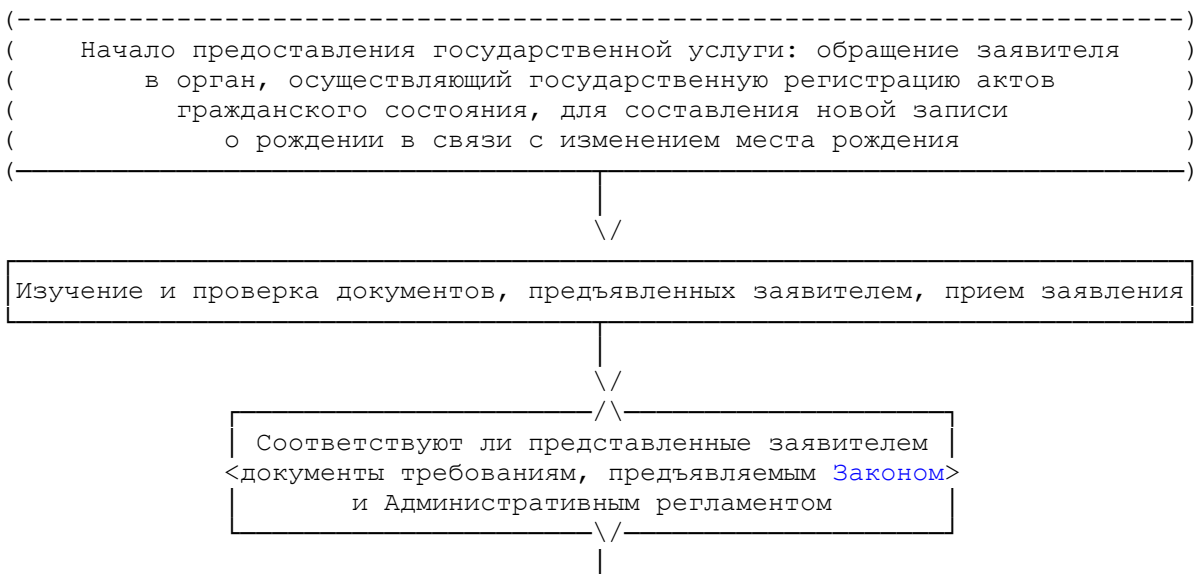 Начало предоставления государственной услуги: обращение заявителя
в орган, осуществляющий государственную регистрацию актов
гражданского состояния, для составления новой записи
о рождении в связи с изменением места рождения
Изучение и проверка документов, предъявленных заявителем, прием заявления
Соответствуют ли представленные заявителем
<документы требованиям, предъявляемым Законом>
и Административным регламентом